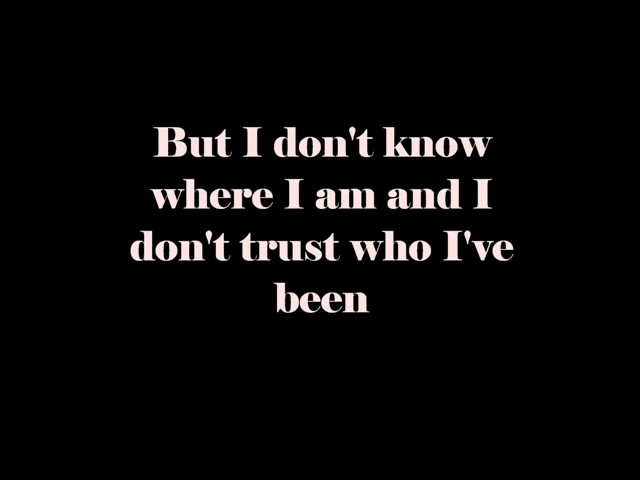 But I don't know
where I am and I
don't trust who I've
been